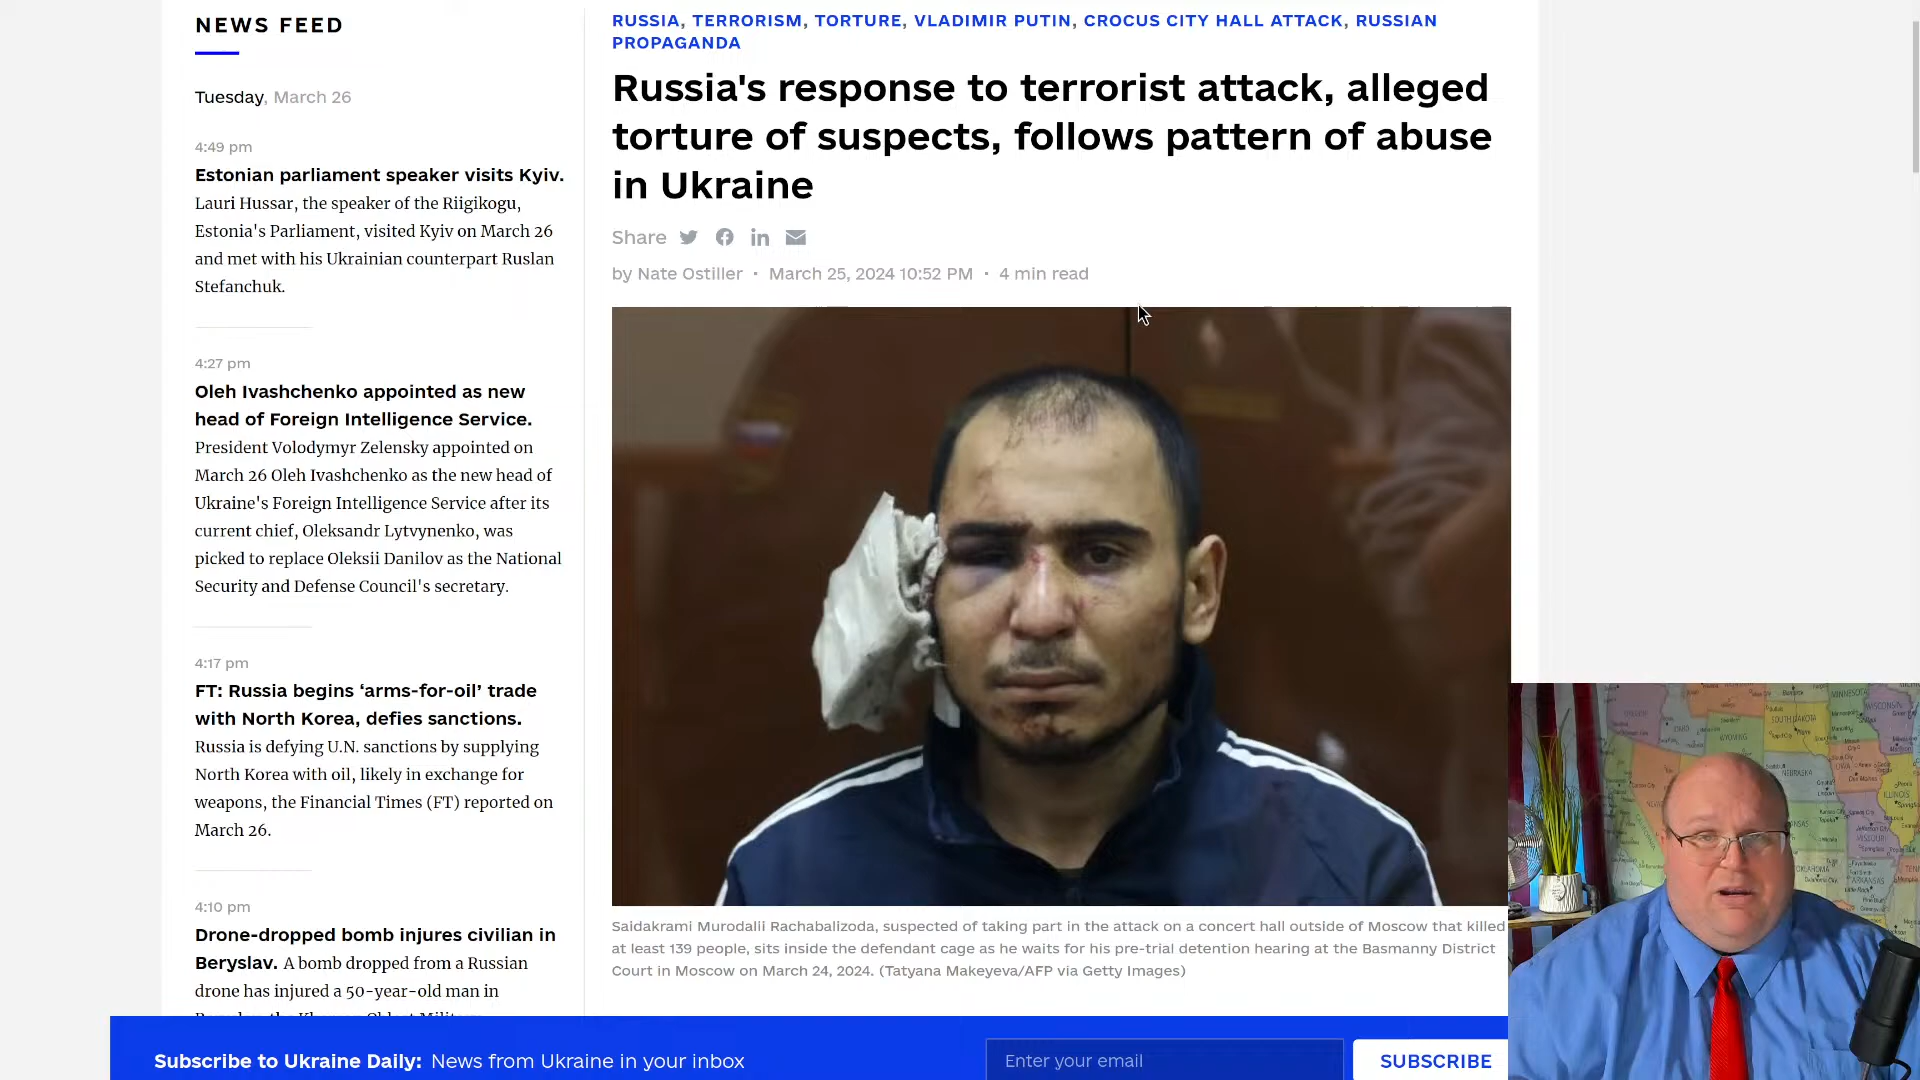 NEWS FEED
Tuesday, March 26
4:49 pm
Estonian parliament speaker visits Kyiv.
Lauri Hussar, the speaker of the Riigikogu,
Estonia's Parliament, visited Kyiv on March 26
and met with his Ukrainian counterpart Ruslan
Stefanchuk.
4:27 pm
Oleh Ivashchenko appointed as new
head of Foreign Intelligence Service.
President Volodymyr Zelensky appointed on
March 26 Oleh Ivashchenko as the new head of
Ukraine's Foreign Intelligence Service after its
current chief, Oleksandr Lytvynenko, was
picked to replace Oleksii Danilov as the National
Security and Defense Council's secretary.
4:17 pm
FT: Russia begins ‘arms-for-oil’ trade
with North Korea, defies sanctions.
Russia is defying U.N. sanctions by supplying
North Korea with oil, likely in exchange for
weapons, the Financial Times (FT) reported on
March 26.
4:10 pm
Drone-dropped bomb injures civilian in
Beryslav. A bomb dropped from a Russian
drone has injured a 50-year-old man in
RUSSIA, TERRORISM, TORTURE, VLADIMIR PUTIN, CROCUS CITY HALL ATTACK, RUSSIAN
PROPAGANDA
Russia's response to terrorist attack, alleged
torture of suspects, follows pattern of abuse
in Ukraine
Share
by Nate Ostiller · March 25, 2024 10:52 PM · 4 min read
Saidakrami Murodalii Rachabalizoda, suspected of taking part in the attack on a concert hall outside of Moscow that killed
at least 139 people, sits inside the defendant cage as he waits for his pre-trial detention hearing at the Basmanny District
Court in Moscow on March 24, 2024. (Tatyana Makeyeva/AFP via Getty Images)
MINNESOTA
WISCONSIN
SOUTH DAKOTA
WYOMING
NEBRASKA
ILLINOIS
MISSOURI
OKLAHOMA
ARKANSAS
Subscribe to Ukraine Daily: News from Ukraine in your inbox
Enter your email
SUBSCRIBE